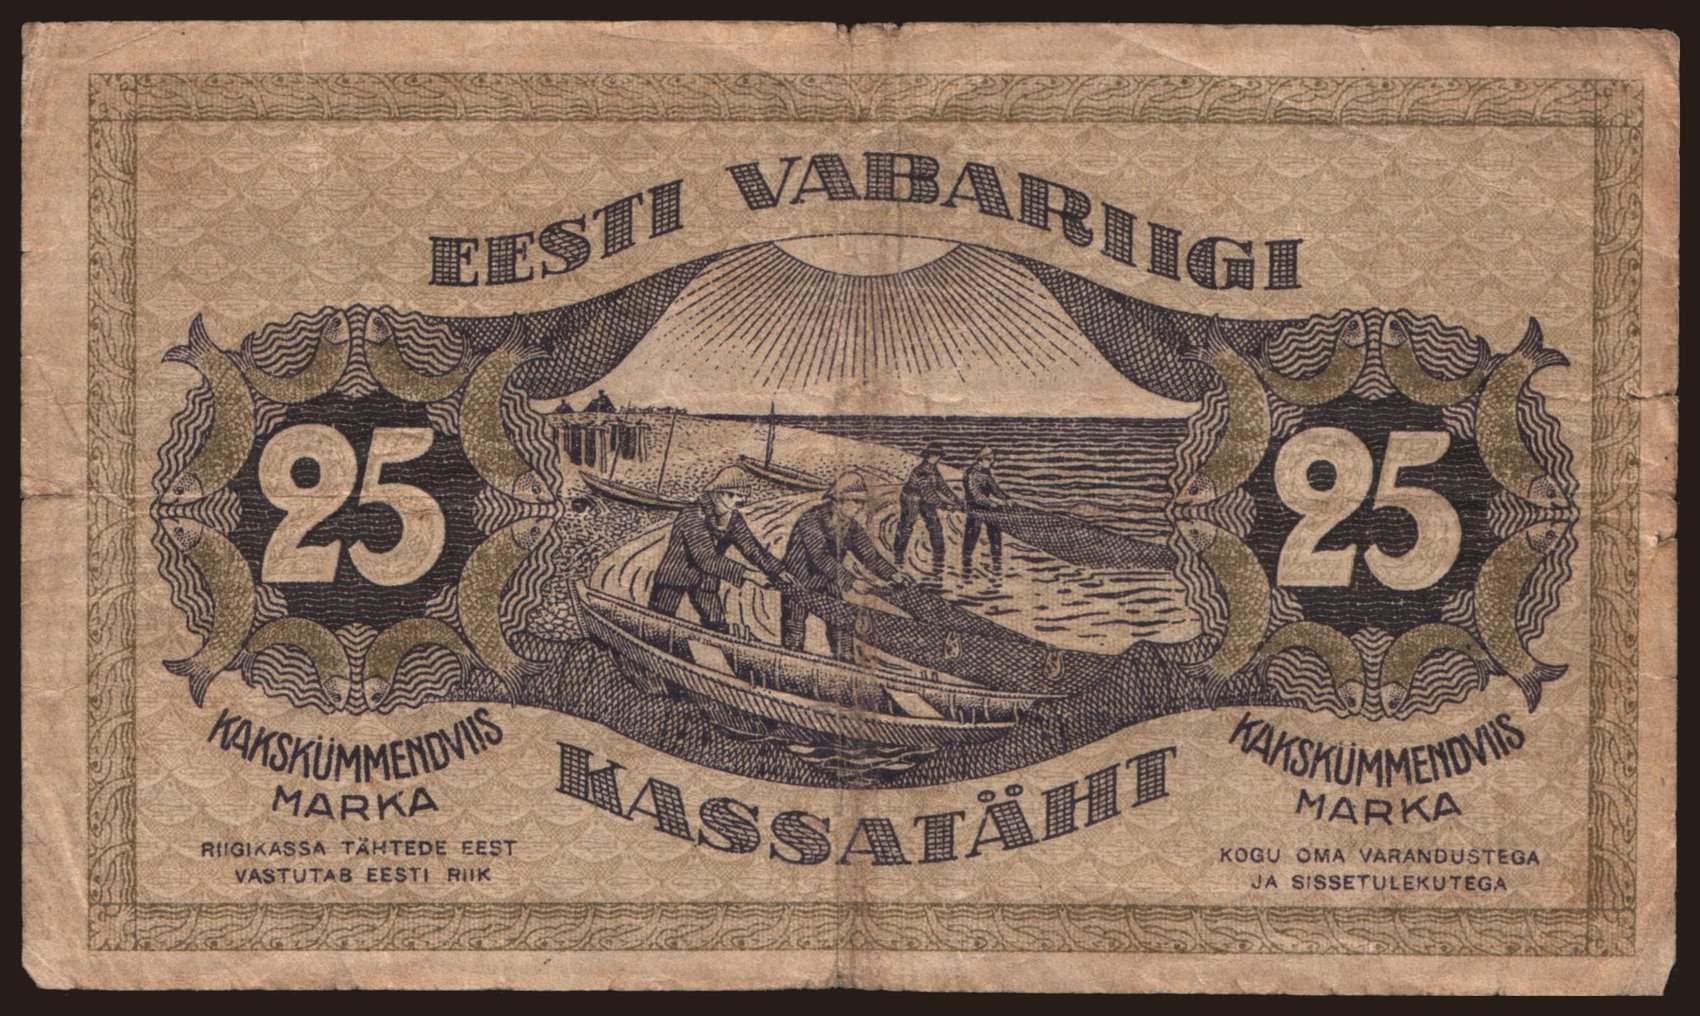 EESTI VABARIIGI
25
25
KAKSKÜMMENDVIIS
MARKA
RIIGIKASSA TÄHTEDE EEST
VASTUTAB EESTI RIIK
KASSATÄHT
KAKSKÜMMENDVIIS
MARKA
KOGU OMA VARANDUSTEGA
JA SISSETULEKUTEGA